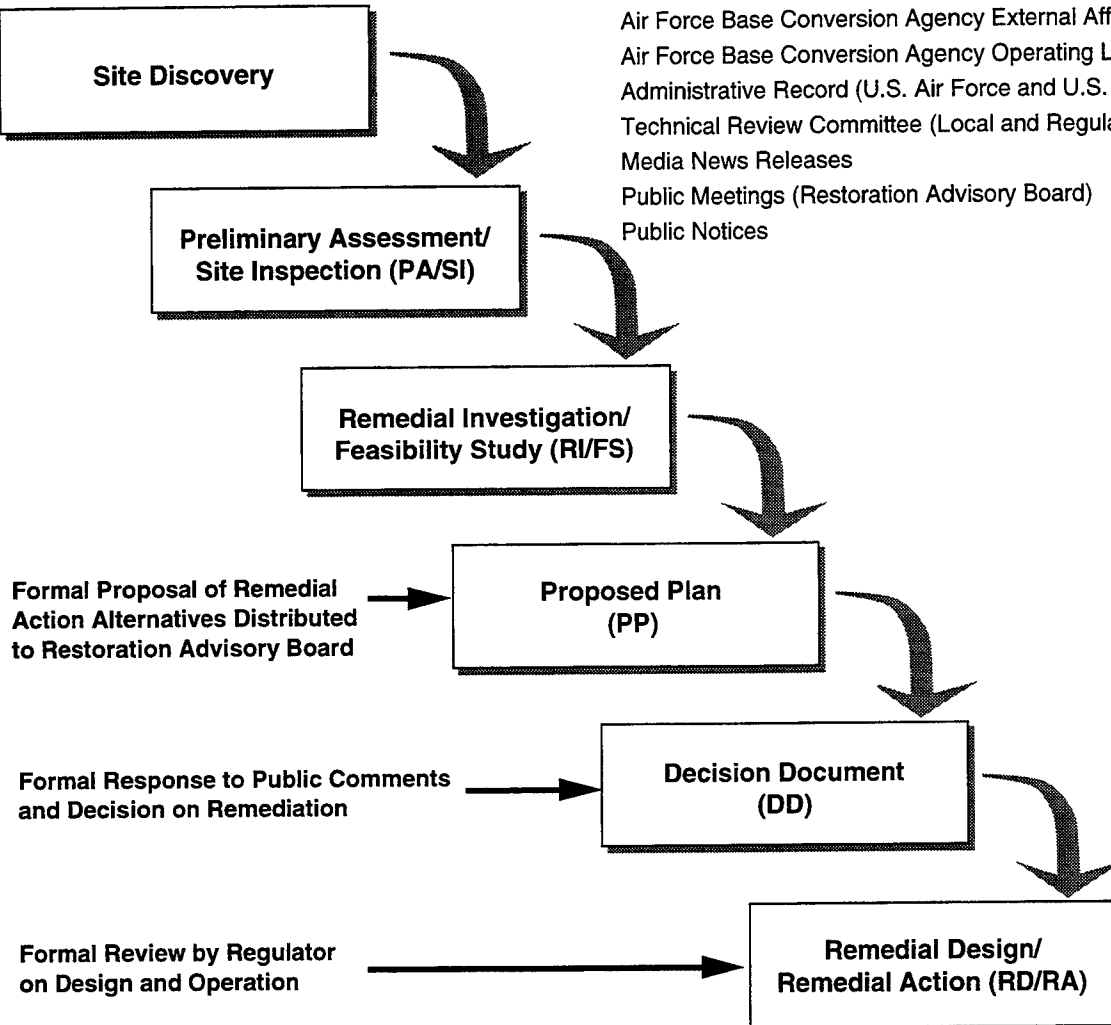 Air Force Base Conversion Agency External Aff
Air Force Base Conversion Agency Operating L
Administrative Record (U.S. Air Force and U.S.
Technical Review Committee (Local and Regula
Media News Releases
Public Meetings (Restoration Advisory Board)
Public Notices
Site Discovery
Preliminary Assessment/
Site Inspection (PA/SI)
Remedial Investigation/
Feasibility Study (RI/FS)
Formal Proposal of Remedial
Action Alternatives Distributed
to Restoration Advisory Board
Proposed Plan
(PP)
Formal Response to Public Comments
and Decision on Remediation
Decision Document
(DD)
Formal Review by Regulator
on Design and Operation
Remedial Design/
Remedial Action (RD/RA)